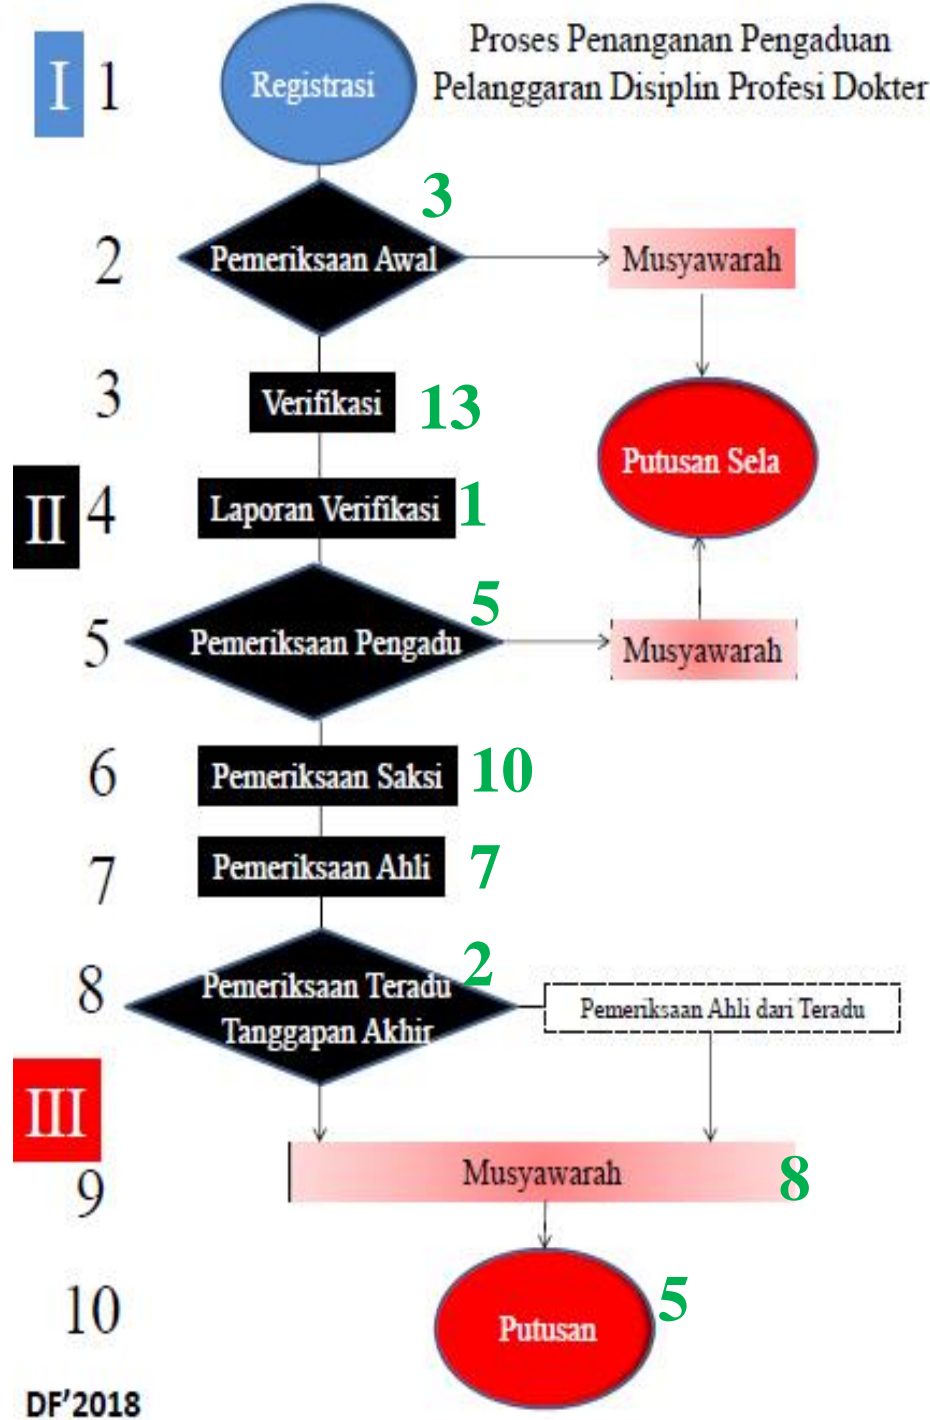 Proses Penanganan Pengaduan
Pelanggaran Disiplin Profesi Dokter
I 1
Registrasi
3
2
Pemeriksaan Awal
Musyawarah
3
Verifikasi
13
Putusan Sela
II 4
Laporan Verifikasi
1
5
5
Pemeriksaan Pengadu
Musyawarah
6
Pemeriksaan Saksi
10
7
Pemeriksaan Ahli
7
8
Pemeriksaan Teradu
Tanggapan Akhir
2
Pemeriksaan Ahli dari Teradu
III
9
Musyawarah
8
10
Putusan
5
DF'2018